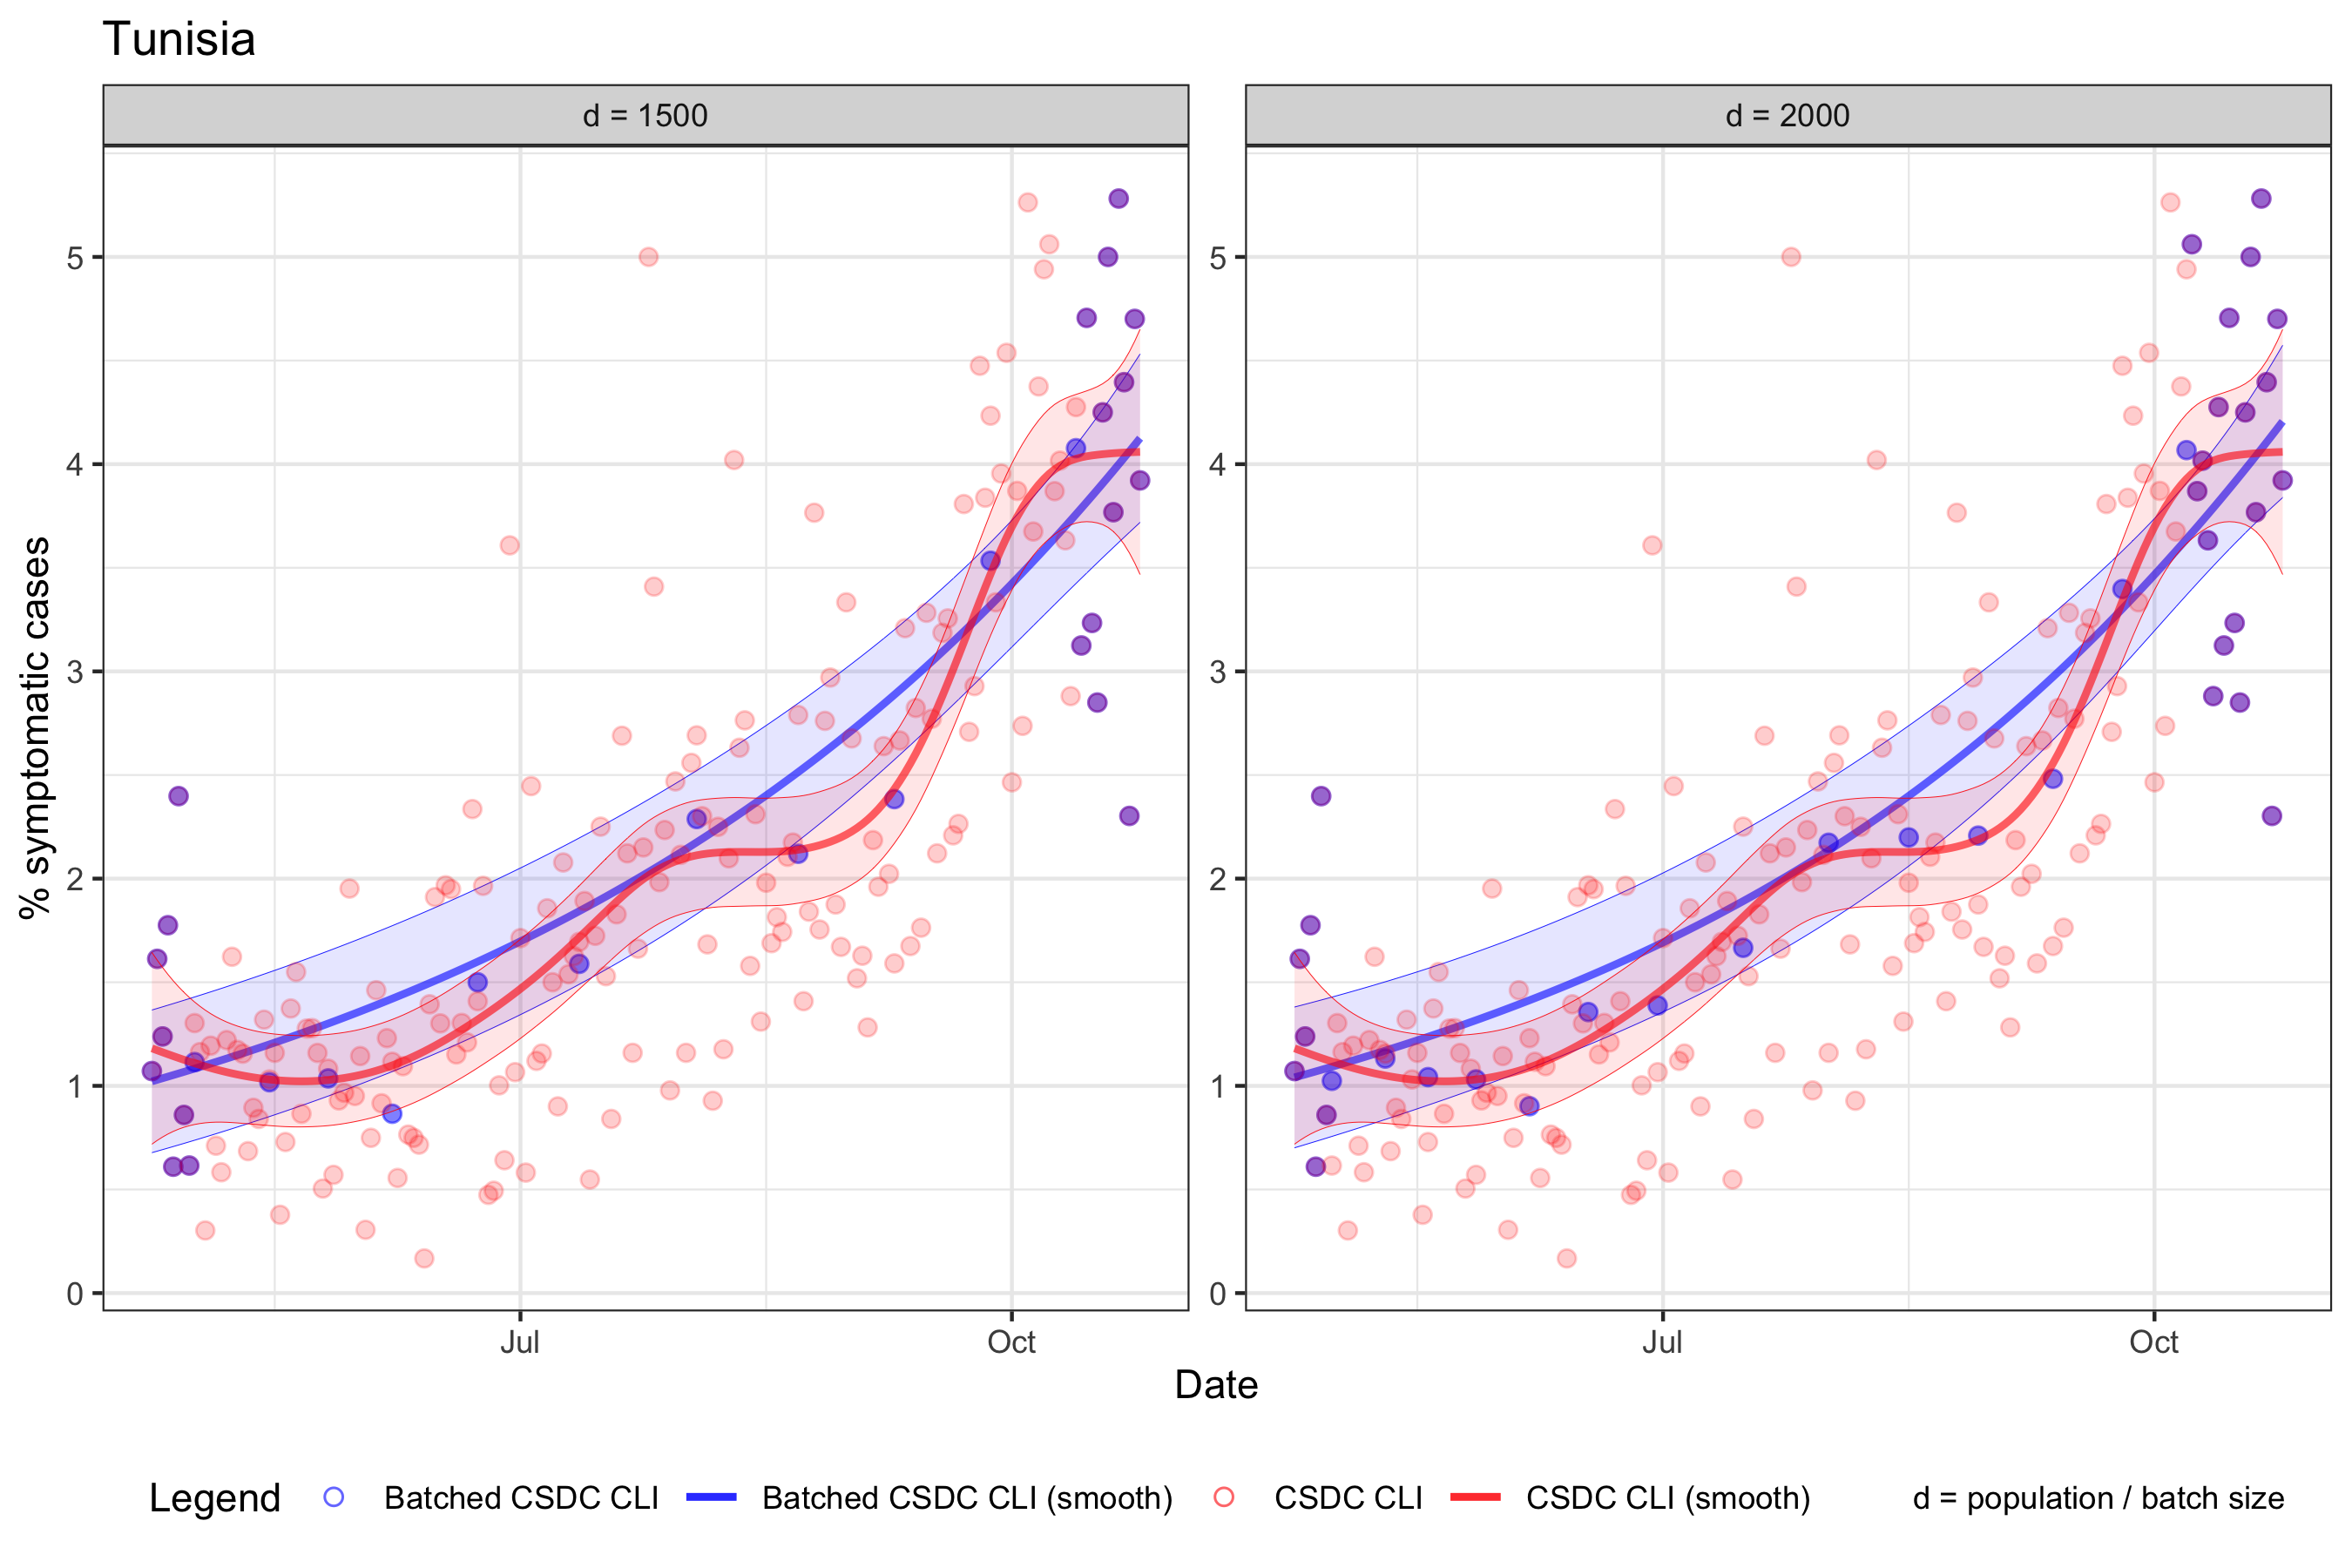 Tunisia
d = 1500
d = 2000
% symptomatic cases
5
4
3
2
1
0
5
4
3
2
1
0
Jul
Oct
Jul
Oct
Date
Legend
Batched CSDC CLI
Batched CSDC CLI (smooth)
CSDC CLI
CSDC CLI (smooth)
d = population / batch size